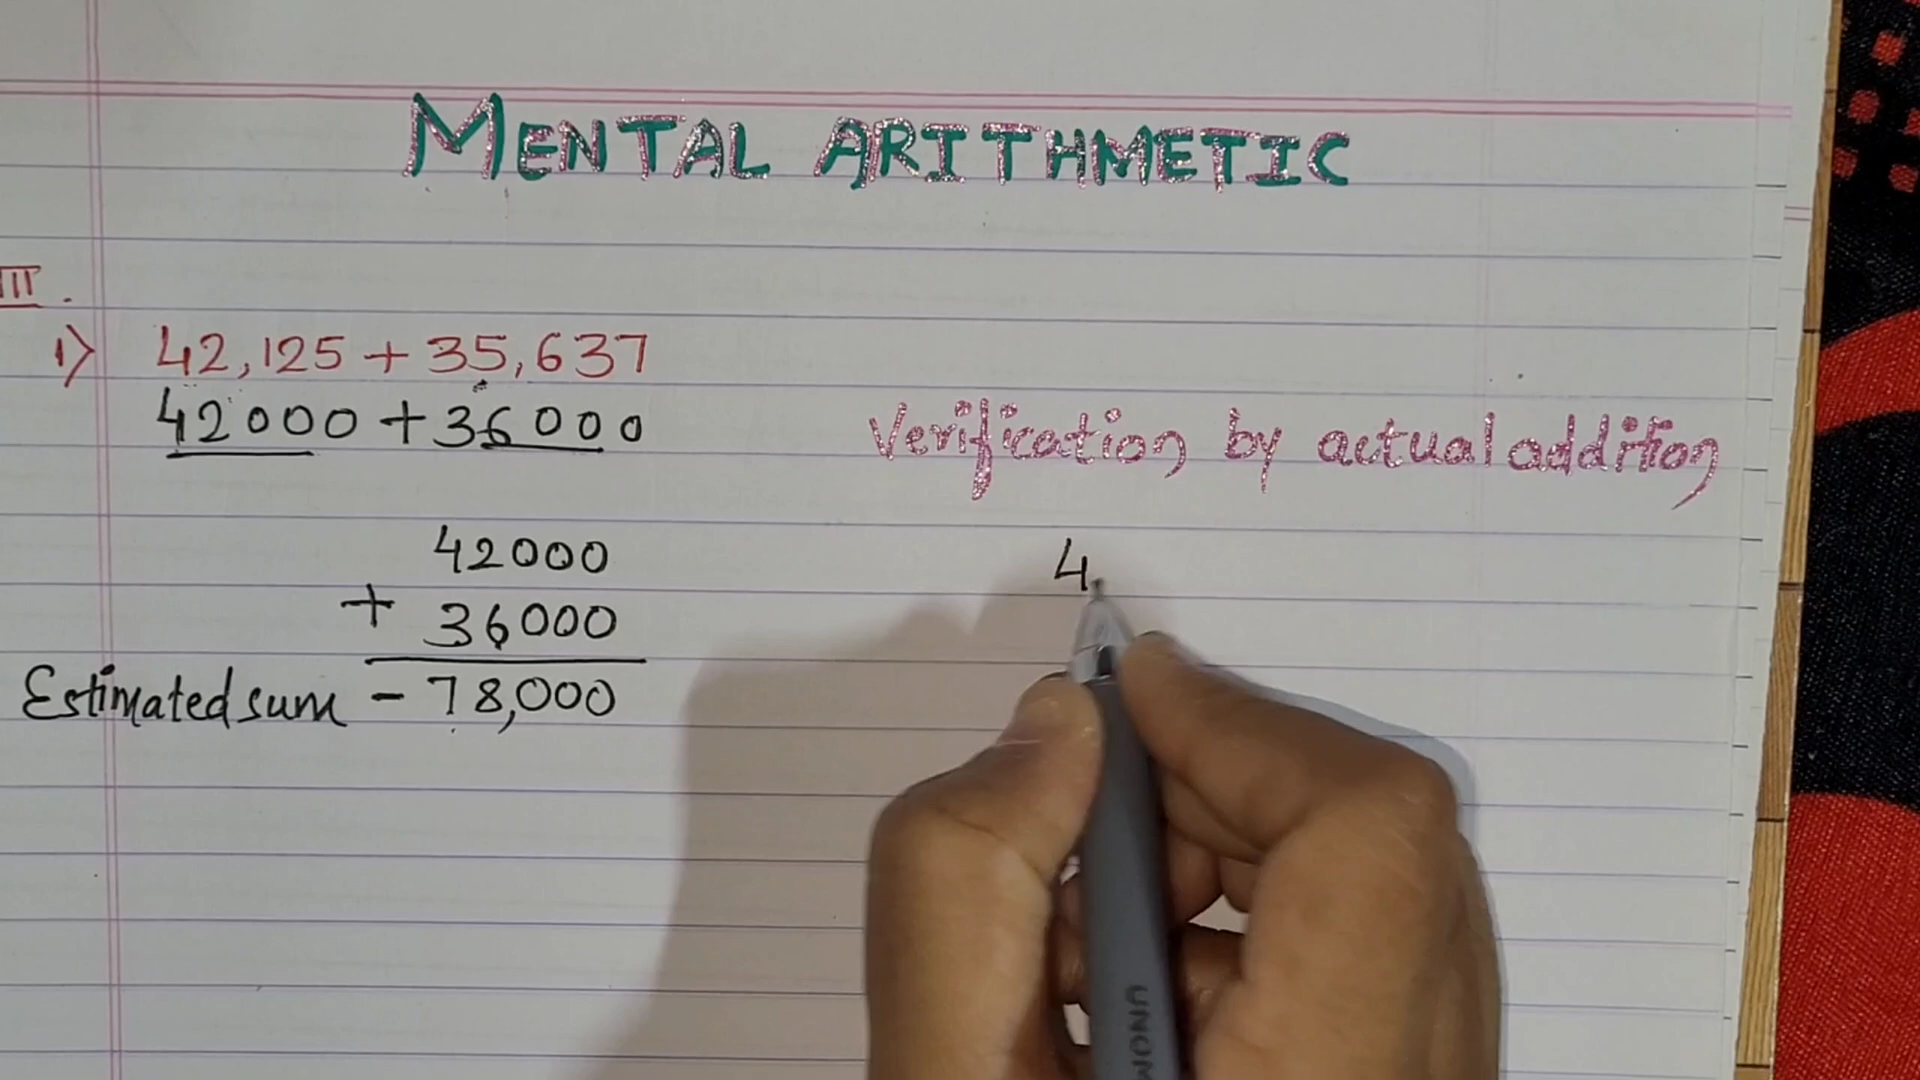 MENTAL ARITHMETIC
III.
1) 42,125 + 35,637
42000 + 36000
Verification by actual addition
42000
+ 36000
Estimated sum - 78,000
4
UNOM